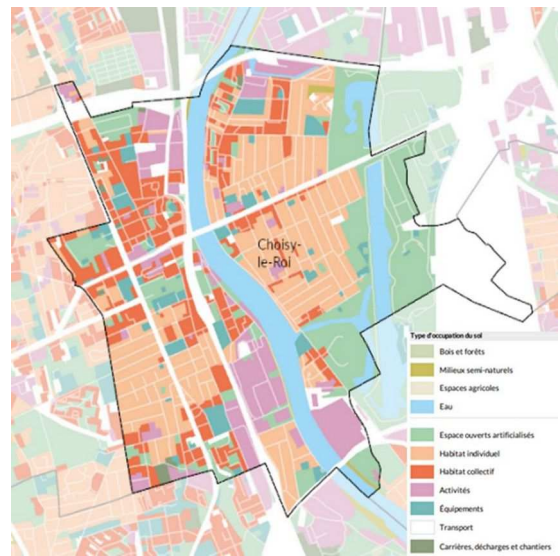 Choisy-
le-Roi
Type d'occupation du sol
Bois et forêts
Milieux semi-naturels
Espaces agricoles
Eau
Espace ouverts artificialisés
Habitat individuel
Habitat collectif
Activités
Équipements
Transport
Carrières, décharges et chantiers